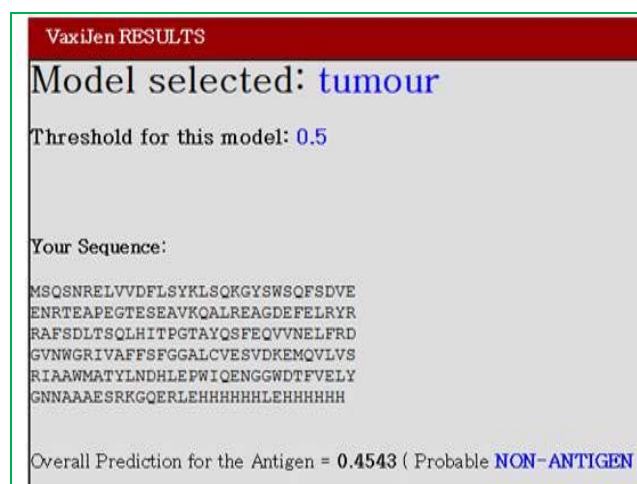 VaxiJen RESULTS
Model selected: tumour
Threshold for this model: 0.5
Your Sequence:
MSQSNRELVVDFLSYKLSQKGYSWSQFSDVE
ENRTEAPEGTESEAVKQALREAGDEFELRYR
RAFSDLTSQLHITPGTAYQSFEQVVNELFRD
GVNWGRIVAFFSFGGALCVESVDKEMQVLVS
RIAAWMATYLNDHLEPWIQENGGWDTFVELY
GNNAAAESRKGQERLEHHHHHHLEHHHHHH
Overall Prediction for the Antigen = 0.4543 ( Probable NON-ANTIGEN